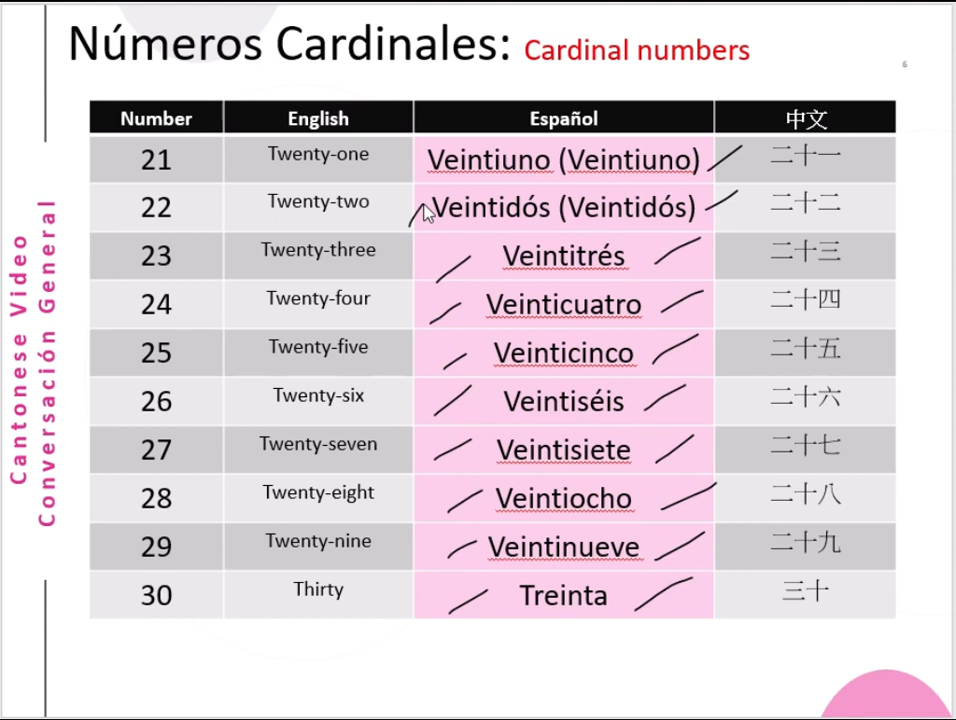 Números Cardinales: Cardinal numbers
6
Number English Español 中文
21 Twenty-one Veintiuno (Veintiuno) 二十一
22 Twenty-two Veintidós (Veintidós) 二十二
23 Twenty-three Veintitrés 二十三
24 Twenty-four Veinticuatro 二十四
25 Twenty-five Veinticinco 二十五
26 Twenty-six Veintiséis 二十六
27 Twenty-seven Veintisiete 二十七
28 Twenty-eight Veintiocho 二十八
29 Twenty-nine Veintinueve 二十九
30 Thirty Treinta 三十
Cantonese Video
Conversación General